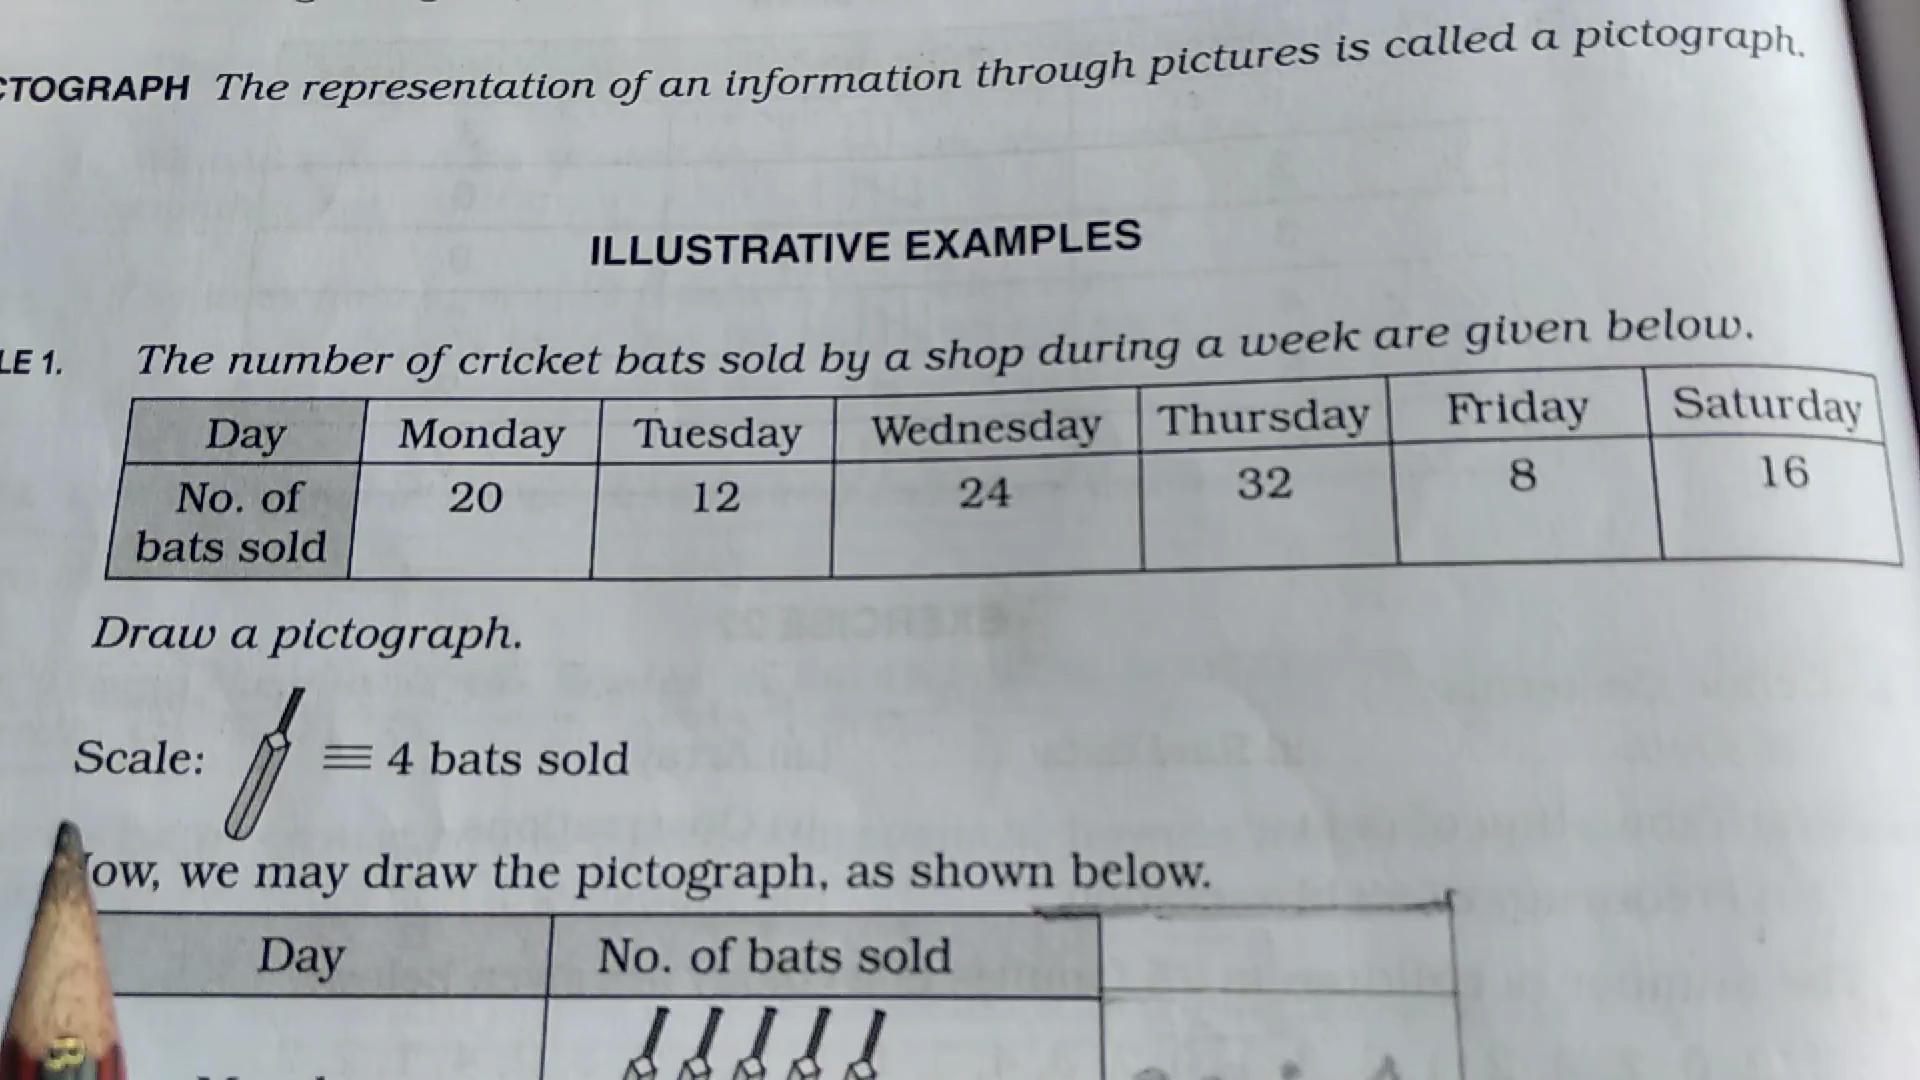 CTOGRAPH The representation of an information through pictures is called a pictograph.
ILLUSTRATIVE EXAMPLES
LE 1. The number of cricket bats sold by a shop during a week are given below.
Day Monday Tuesday Wednesday Thursday Friday Saturday
No. of 20 12 24 32 8 16
bats sold
Draw a pictograph.
Scale: ≡ 4 bats sold
ow, we may draw the pictograph, as shown below.
Day No. of bats sold